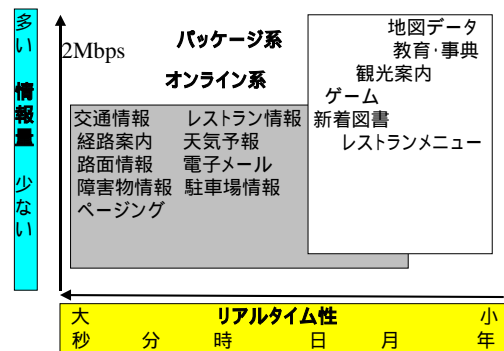 多い 情報量 少ない
2Mbps
パッケージ系
オンライン系
地図データ
教育・事典
観光案内
ゲーム
新着図書
レストランメニュー
交通情報 レストラン情報
経路案内 天気予報
路面情報 電子メール
障害物情報 駐車場情報
ページング
大 リアルタイム性 小
秒 分 時 日 月 年